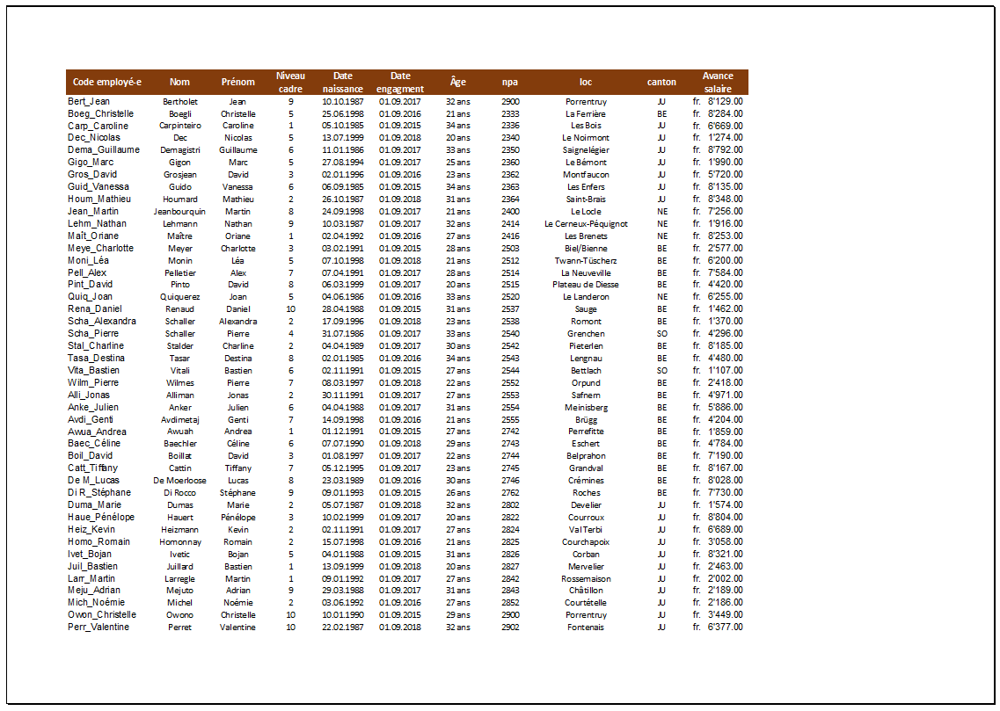 Code employé-e Nom Prénom Niveau cadre Date naissance Date engagment Âge npa loc canton Avance salaire
Bert_Jean Bertholet Jean 9 10.10.1987 01.09.2017 32 ans 2900 Porrentruy JU fr. 8'129.00
Boeg_Christelle Boegli Christelle 5 25.06.1998 01.09.2016 21 ans 2333 La Ferrière BE fr. 8'284.00
Carp_Caroline Carpinteiro Caroline 1 05.10.1985 01.09.2015 34 ans 2336 Les Bois JU fr. 6'669.00
Dec_Nicolas Dec Nicolas 5 13.07.1999 01.09.2018 20 ans 2340 Le Noirmont JU fr. 1'274.00
Dema_Guillaume Demagistri Guillaume 6 11.01.1986 01.09.2017 33 ans 2350 Saignelégier JU fr. 8'792.00
Gigo_Marc Gigon Marc 5 27.08.1994 01.09.2017 25 ans 2360 Le Bémont JU fr. 1'990.00
Gros_David Grosjean David 3 02.01.1996 01.09.2016 23 ans 2362 Montfaucon JU fr. 5'720.00
Guid_Vanessa Guido Vanessa 6 06.09.1985 01.09.2015 34 ans 2363 Les Enfers JU fr. 8'135.00
Houm_Mathieu Houmard Mathieu 2 26.10.1987 01.09.2018 31 ans 2364 Saint-Brais JU fr. 8'348.00
Jean_Martin Jeanbourquin Martin 8 24.09.1998 01.09.2017 21 ans 2400 Le Locle NE fr. 7'256.00
Lehm_Nathan Lehmann Nathan 9 10.03.1987 01.09.2017 32 ans 2414 Le Cerneux-Péquignot NE fr. 1'916.00
Maît_Oriane Maître Oriane 1 02.04.1992 01.09.2016 27 ans 2416 Les Brenets NE fr. 8'253.00
Meye_Charlotte Meyer Charlotte 3 03.02.1991 01.09.2015 28 ans 2503 Biel/Bienne BE fr. 2'577.00
Moni_Léa Monin Léa 5 07.10.1998 01.09.2018 21 ans 2512 Twann-Tüscherz BE fr. 6'200.00
Pell_Alex Pelletier Alex 7 07.04.1991 01.09.2017 28 ans 2514 La Neuveville BE fr. 7'584.00
Pint_David Pinto David 8 06.03.1999 01.09.2017 20 ans 2515 Plateau de Diesse BE fr. 4'420.00
Quiq_Joan Quiquerez Joan 5 04.06.1986 01.09.2016 33 ans 2520 Le Landeron NE fr. 6'255.00
Rena_Daniel Renaud Daniel 10 28.04.1988 01.09.2015 31 ans 2537 Sauge BE fr. 1'462.00
Scha_Alexandra Schaller Alexandra 2 17.09.1996 01.09.2018 23 ans 2538 Romont BE fr. 1'370.00
Scha_Pierre Schaller Pierre 4 31.07.1986 01.09.2017 33 ans 2540 Grenchen SO fr. 4'296.00
Stal_Charline Stalder Charline 2 04.04.1989 01.09.2017 30 ans 2542 Pieterlen BE fr. 8'185.00
Tasa_Destina Tasar Destina 8 02.01.1985 01.09.2016 34 ans 2543 Lengnau BE fr. 4'480.00
Vita_Bastien Vitali Bastien 6 02.11.1991 01.09.2015 27 ans 2544 Bettlach SO fr. 1'107.00
Wilm_Pierre Wilmes Pierre 7 08.03.1997 01.09.2018 22 ans 2552 Orpund BE fr. 2'418.00
Alli_Jonas Alliman Jonas 2 30.11.1991 01.09.2017 27 ans 2553 Safnern BE fr. 4'971.00
Anke_Julien Anker Julien 6 04.04.1988 01.09.2017 31 ans 2554 Meinisberg BE fr. 5'886.00
Avdi_Genti Avdimetaj Genti 7 14.09.1998 01.09.2016 21 ans 2555 Brügg BE fr. 4'204.00
Awua_Andrea Awuah Andrea 1 01.12.1991 01.09.2015 27 ans 2742 Perrefitte BE fr. 1'859.00
Baec_Céline Baechler Céline 6 07.07.1990 01.09.2018 29 ans 2743 Eschert BE fr. 4'784.00
Boil_David Boillat David 3 01.08.1997 01.09.2017 22 ans 2744 Belprahon BE fr. 7'190.00
Catt_Tiffany Cattin Tiffany 7 05.12.1995 01.09.2017 23 ans 2745 Grandval BE fr. 8'167.00
De M_Lucas De Moerloose Lucas 8 23.03.1989 01.09.2016 30 ans 2746 Crémines BE fr. 8'028.00
Di R_Stéphane Di Rocco Stéphane 9 09.01.1993 01.09.2015 26 ans 2762 Roches BE fr. 7'730.00
Duma_Marie Dumas Marie 2 05.07.1987 01.09.2018 32 ans 2802 Develier JU fr. 1'574.00
Haue_Pénélope Hauert Pénélope 3 10.02.1999 01.09.2017 20 ans 2822 Courroux JU fr. 8'804.00
Heiz_Kevin Heizmann Kevin 2 02.11.1991 01.09.2017 27 ans 2824 Val Terbi JU fr. 6'689.00
Homo_Romain Homonnay Romain 2 15.07.1998 01.09.2016 21 ans 2825 Courchapoix JU fr. 3'058.00
Ivet_Bojan Ivetic Bojan 5 04.01.1988 01.09.2015 31 ans 2826 Corban JU fr. 8'321.00
Juil_Bastien Juillard Bastien 1 13.09.1999 01.09.2018 20 ans 2827 Mervelier JU fr. 2'463.00
Larr_Martin Larregle Martin 1 09.01.1992 01.09.2017 27 ans 2842 Rossemaison JU fr. 2'002.00
Meju_Adrian Mejuto Adrian 9 29.03.1988 01.09.2017 31 ans 2843 Châtillon JU fr. 2'189.00
Mich_Noémie Michel Noémie 2 03.06.1992 01.09.2016 27 ans 2852 Courtételle JU fr. 2'186.00
Owon_Christelle Owono Christelle 10 10.01.1990 01.09.2015 29 ans 2900 Porrentruy JU fr. 3'449.00
Perr_Valentine Perret Valentine 10 22.02.1987 01.09.2018 32 ans 2902 Fontenais JU fr. 6'377.00